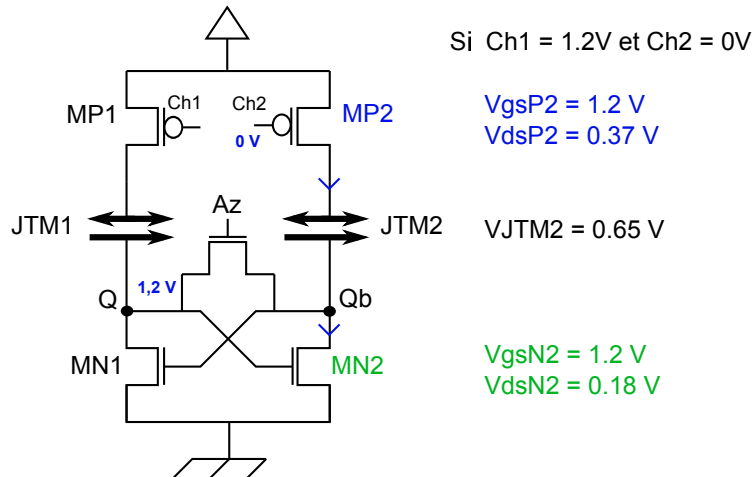 Si Ch1 = 1.2V et Ch2 = 0V
MP1
Ch1
Ch2
0 V
MP2
VgsP2 = 1.2 V
VdsP2 = 0.37 V
JTM1
Az
JTM2
VJTM2 = 0.65 V
Q
1,2 V
Qb
MN1
MN2
VgsN2 = 1.2 V
VdsN2 = 0.18 V